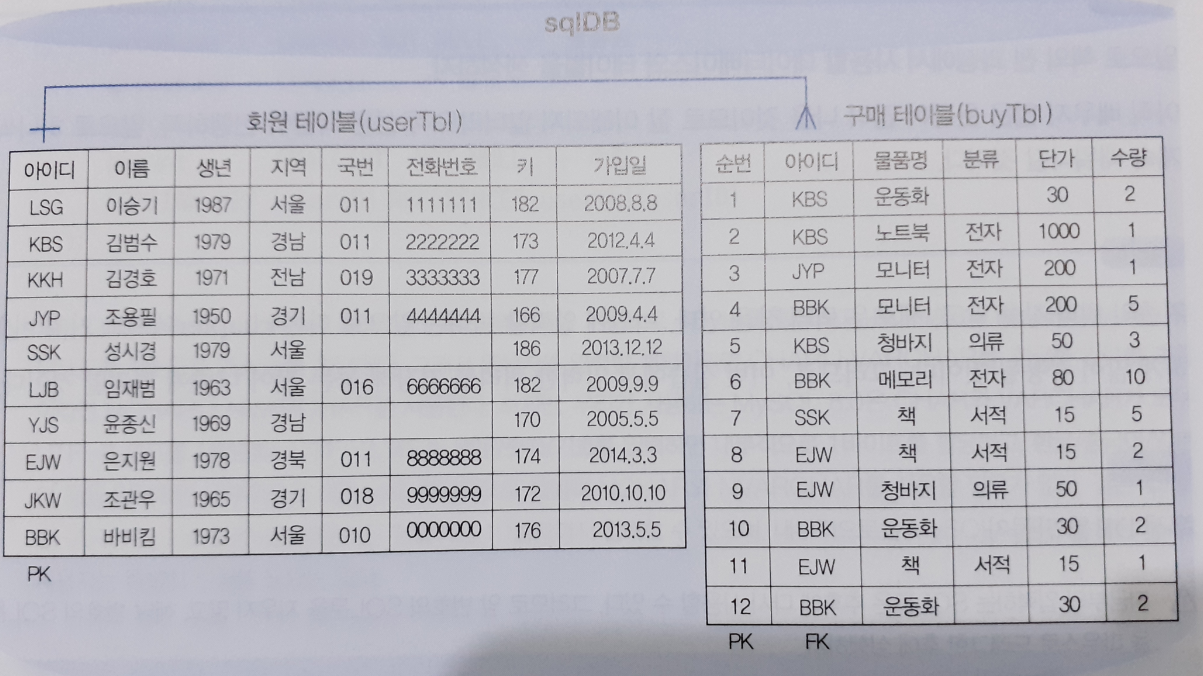 sqlDB
회원 테이블(userTbl)
아이디 이름 생년 지역 국번 전화번호 키 가입일
LSG 이승기 1987 서울 011 1111111 182 2008.8.8
KBS 김범수 1979 경남 011 2222222 173 2012.4.4
KKH 김경호 1971 전남 019 3333333 177 2007.7.7
JYP 조용필 1950 경기 011 4444444 166 2009.4.4
SSK 성시경 1979 서울 186 2013.12.12
LJB 임재범 1963 서울 016 6666666 182 2009.9.9
YJS 윤종신 1969 경남 170 2005.5.5
EJW 은지원 1978 경북 011 8888888 174 2014.3.3
JKW 조관우 1965 경기 018 9999999 172 2010.10.10
BBK 바비킴 1973 서울 010 0000000 176 2013.5.5
PK
구매 테이블(buyTbl)
순번 아이디 물품명 분류 단가 수량
1 KBS 운동화 30 2
2 KBS 노트북 전자 1000 1
3 JYP 모니터 전자 200 1
4 BBK 모니터 전자 200 5
5 KBS 청바지 의류 50 3
6 BBK 메모리 전자 80 10
7 SSK 책 서적 15 5
8 EJW 책 서적 15 2
9 EJW 청바지 의류 50 1
10 BBK 운동화 30 2
11 EJW 책 서적 15 1
12 BBK 운동화 30 2
PK FK